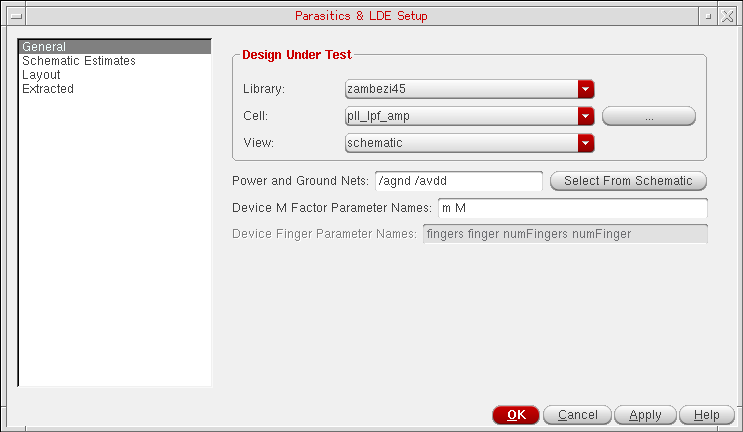 Parasitics & LDE Setup
General
Schematic Estimates
Layout
Extracted
Design Under Test
Library: zambezi45
Cell: pll_lpf_amp ...
View: schematic
Power and Ground Nets: /agnd /avdd Select From Schematic
Device M Factor Parameter Names: m M
Device Finger Parameter Names: fingers finger numFingers numFinger
OK Cancel Apply Help